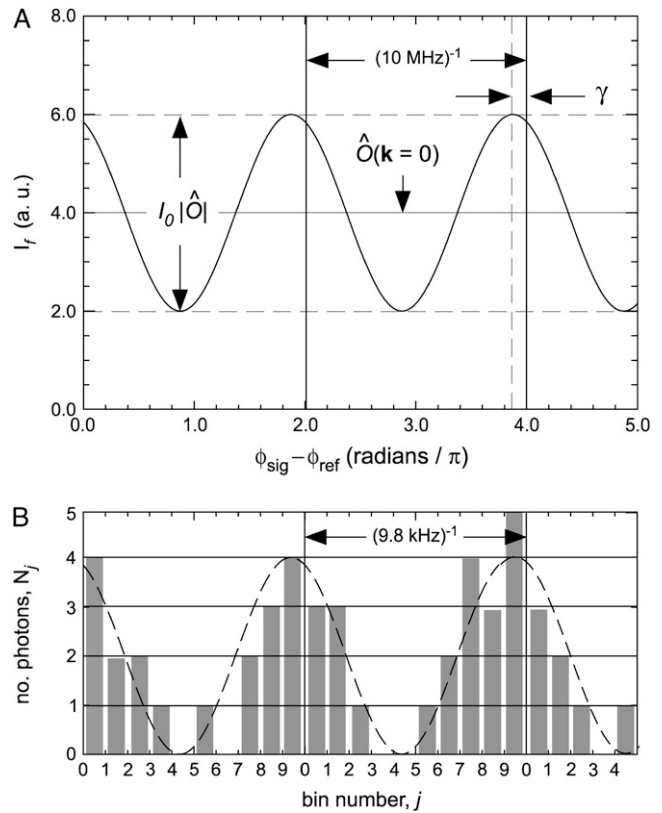 A
8.0
6.0
4.0
2.0
0.0
I_f (a. u.)
(10 MHz)⁻¹
γ
Ô(k = 0)
I₀|Ô|
0.0 1.0 2.0 3.0 4.0 5.0
ϕ_sig–ϕ_ref (radians / π)
B
5
4
3
2
1
0
no. photons, N_j
(9.8 kHz)⁻¹
0 1 2 3 4 5 6 7 8 9 0 1 2 3 4 5 6 7 8 9 0 1 2 3 4
bin number, j